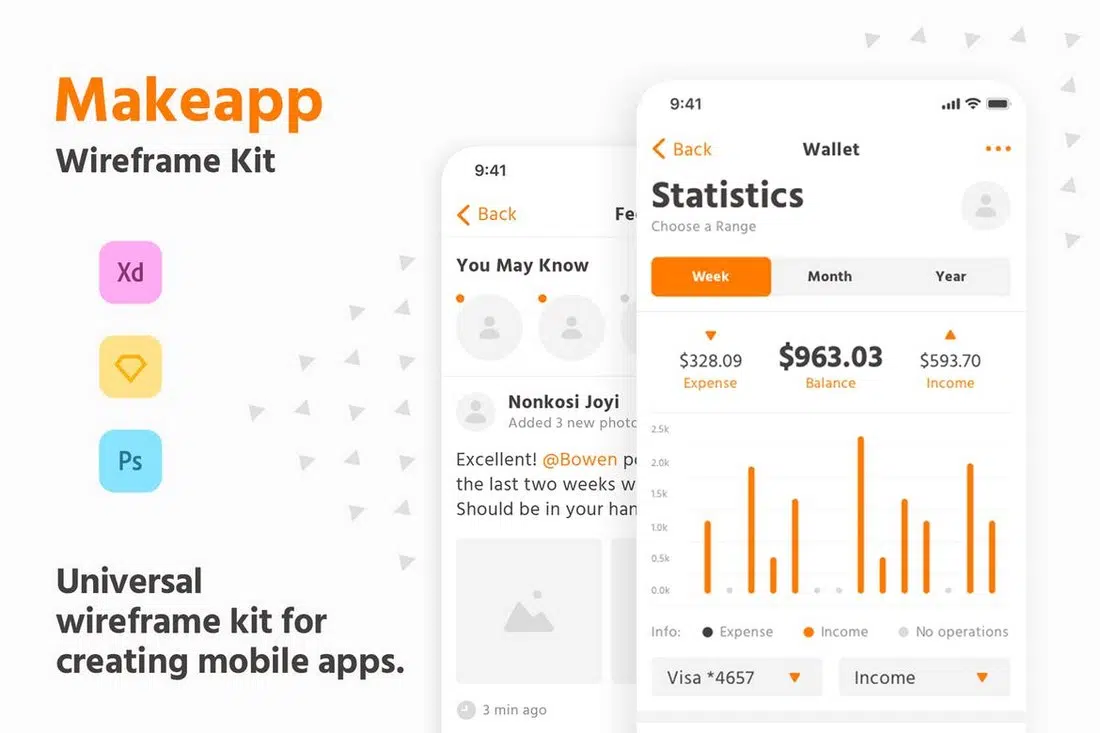 Makeapp
Wireframe Kit
Xd
Ps
Universal
wireframe kit for
creating mobile apps.
9:41
Back
You May Know
Nonkosi Joyi
Added 3 new
Excellent! @Bowen
the last two weeks
Should be in your
3 min ago
9:41
Back Wallet
Statistics
Choose a Range
Week Month Year
$328.09 $963.03 $593.70
Expense Balance Income
2.5k
2.0k
1.5k
1.0k
0.5k
0.0k
Info: Expense Income No operations
Visa *4657 Income